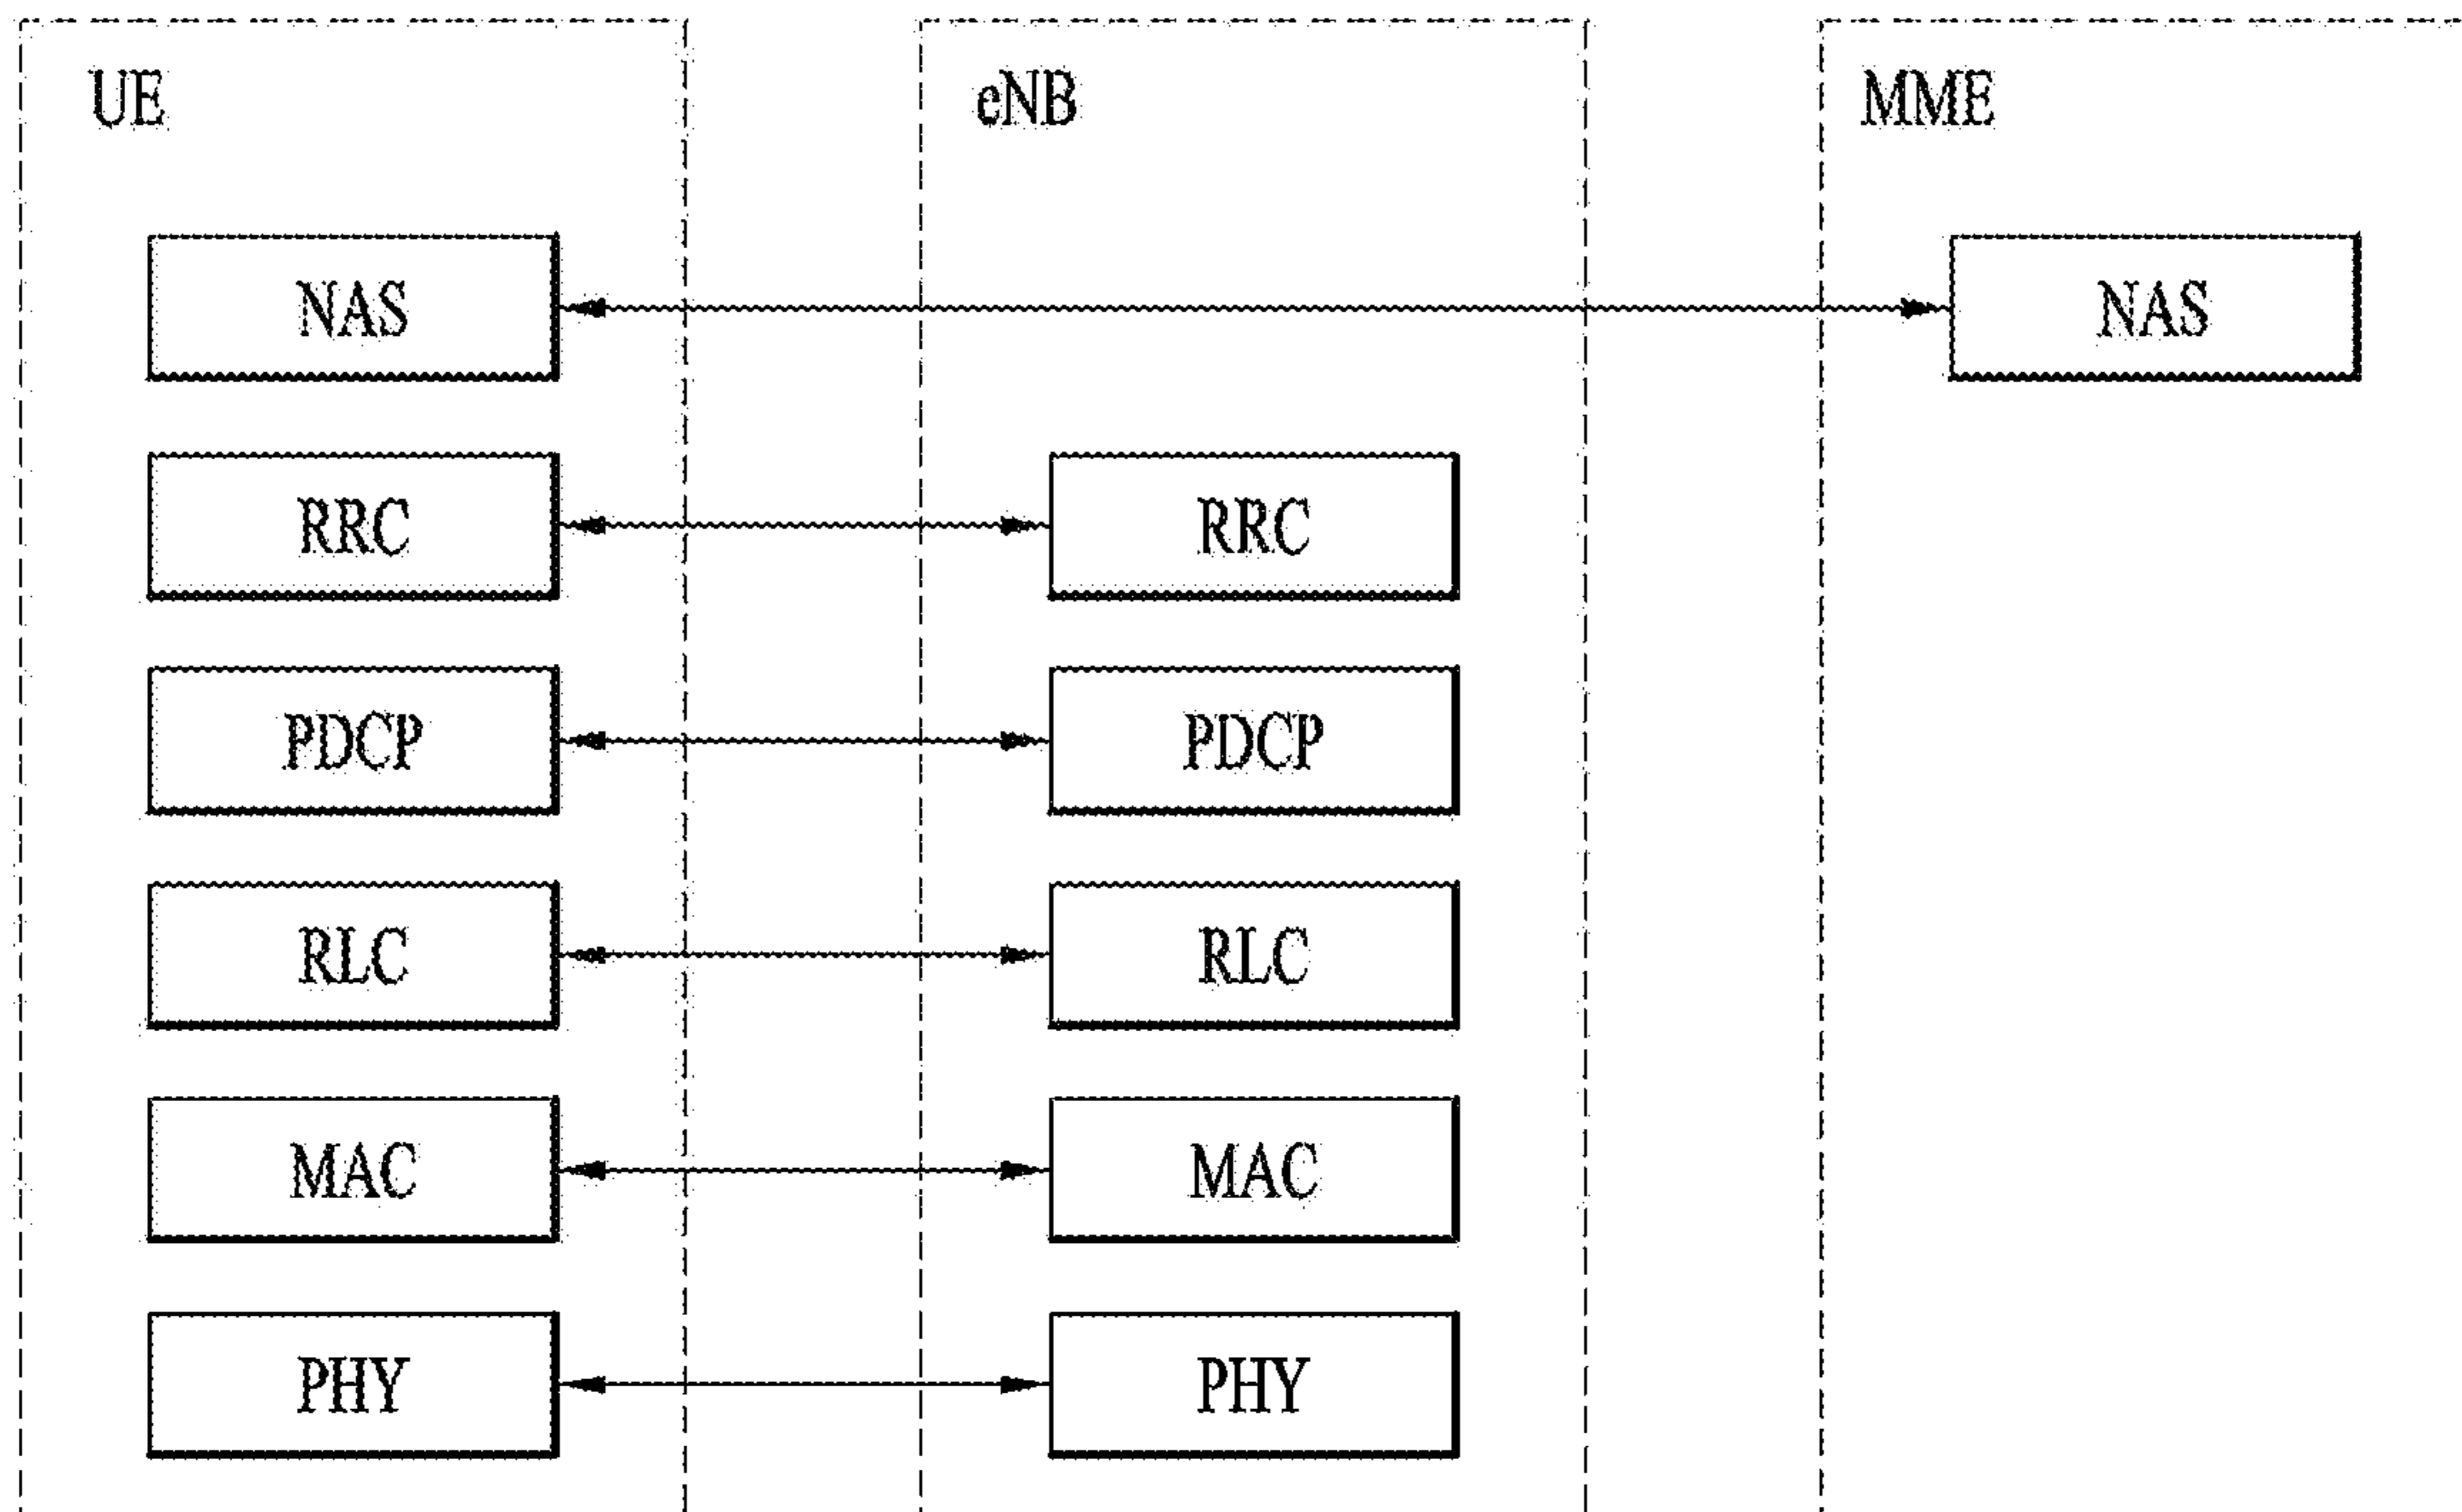 UE eNB MME
NAS NAS
RRC RRC
PDCP PDCP
RLC RLC
MAC MAC
PHY PHY